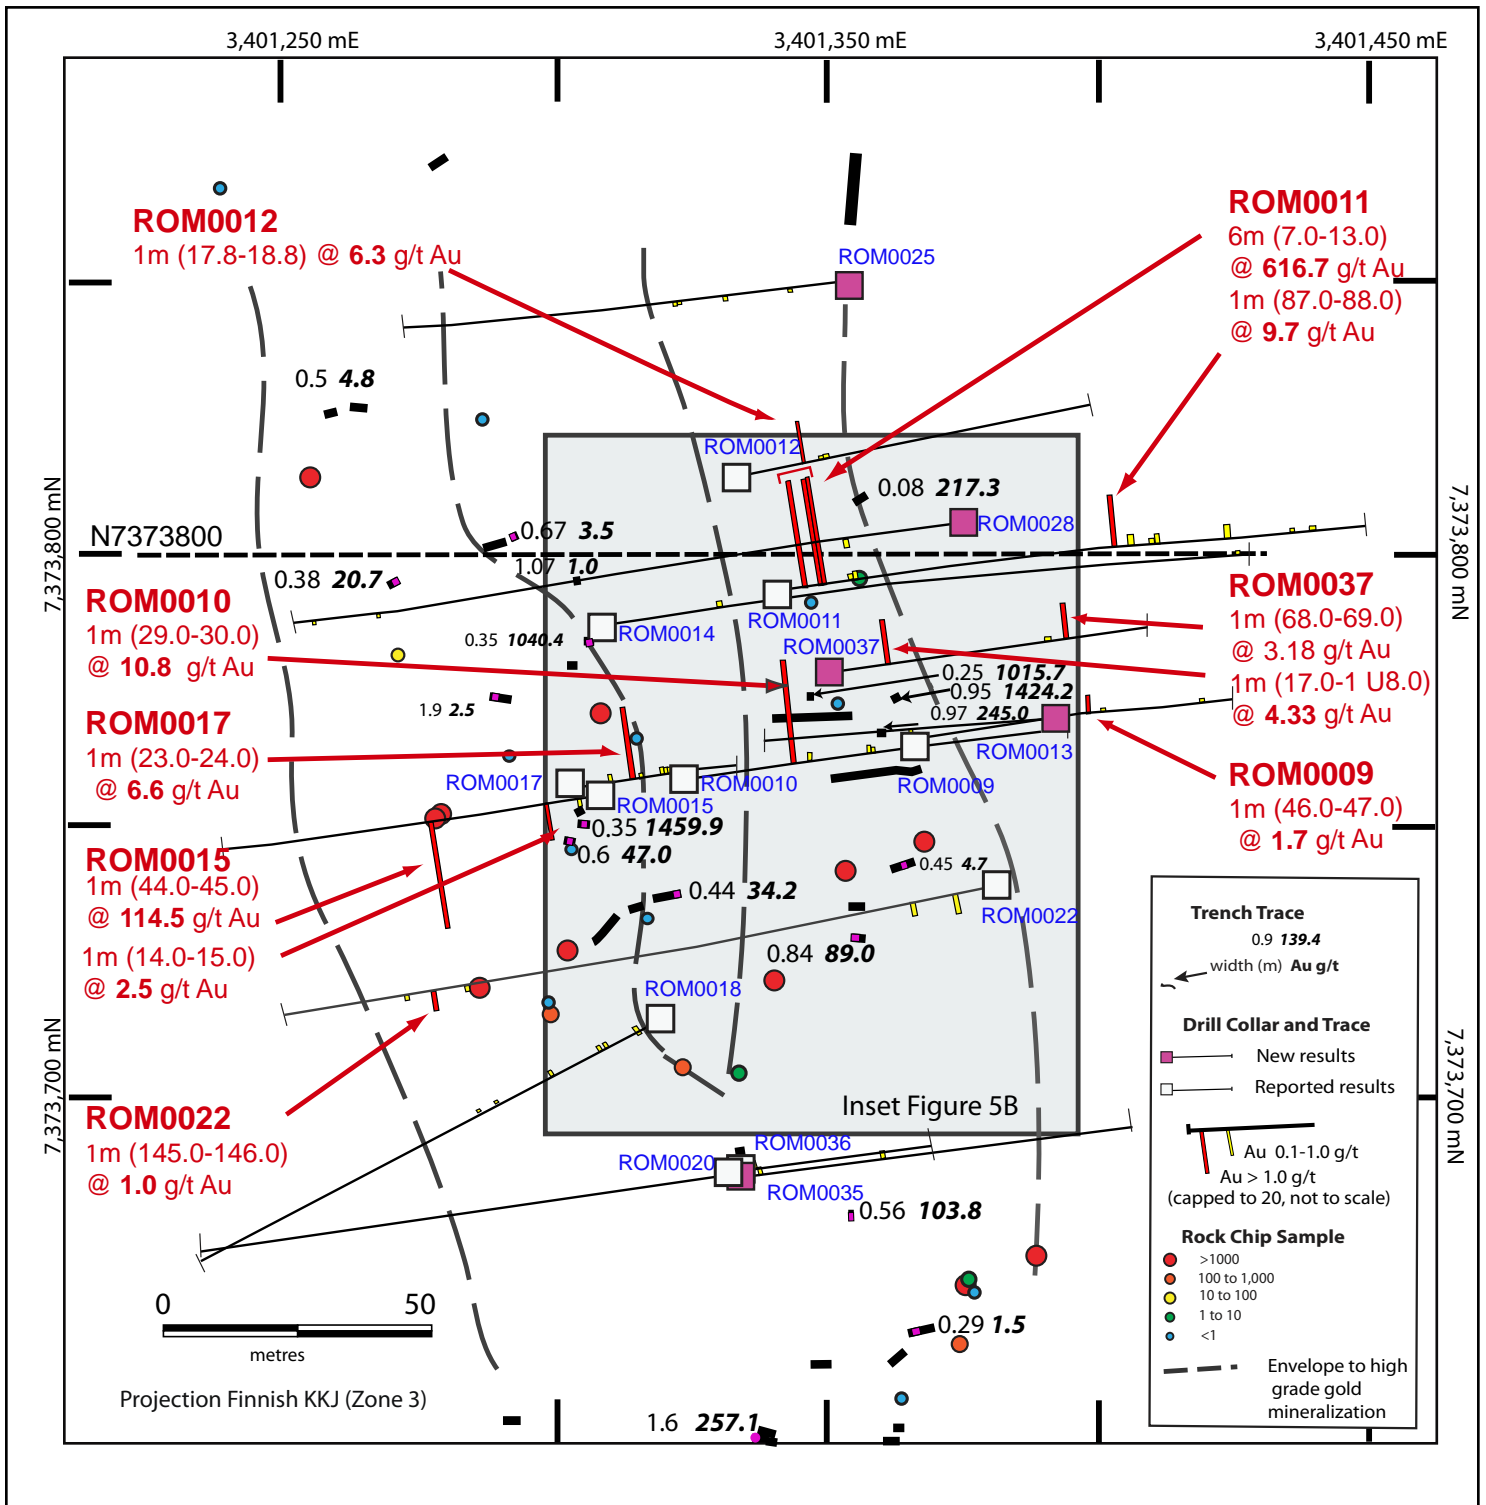 3,401,250 mE
3,401,350 mE
3,401,450 mE
ROM0012
1m (17.8-18.8) @ 6.3 g/t Au
ROM0011
6m (7.0-13.0)
@ 616.7 g/t Au
1m (87.0-88.0)
@ 9.7 g/t Au
ROM0025
0.5 4.8
ROM0012
0.08 217.3
ROM0028
7,373,800 mN
N7373800
0.67 3.5
7,373,800 mN
1.07 1.0
0.38 20.7
ROM0010
1m (29.0-30.0)
@ 10.8 g/t Au
ROM0011
ROM0014
0.35 1040.4
ROM0037
ROM0037
1m (68.0-69.0)
@ 3.18 g/t Au
1m (17.0-1 U8.0)
@ 4.33 g/t Au
0.25 1015.7
0.95 1424.2
0.97 245.0
1.9 2.5
ROM0017
1m (23.0-24.0)
@ 6.6 g/t Au
ROM0013
ROM0017
ROM0010
ROM0009
ROM0015
ROM0009
1m (46.0-47.0)
@ 1.7 g/t Au
0.35 1459.9
0.6 47.0
ROM0015
1m (44.0-45.0)
@ 114.5 g/t Au
1m (14.0-15.0)
@ 2.5 g/t Au
0.45 4.7
0.44 34.2
ROM0022
0.84 89.0
ROM0018
7,373,700 mN
ROM0022
1m (145.0-146.0)
@ 1.0 g/t Au
Inset Figure 5B
7,373,700 mN
ROM0036
ROM0020
ROM0035
0.56 103.8
0.29 1.5
1.6 257.1
0 50
metres
Projection Finnish KKJ (Zone 3)
Trench Trace
0.9 139.4
width (m) Au g/t
Drill Collar and Trace
New results
Reported results
Au 0.1-1.0 g/t
Au > 1.0 g/t
(capped to 20, not to scale)
Rock Chip Sample
>1000
100 to 1,000
10 to 100
1 to 10
<1
Envelope to high
grade gold
mineralization